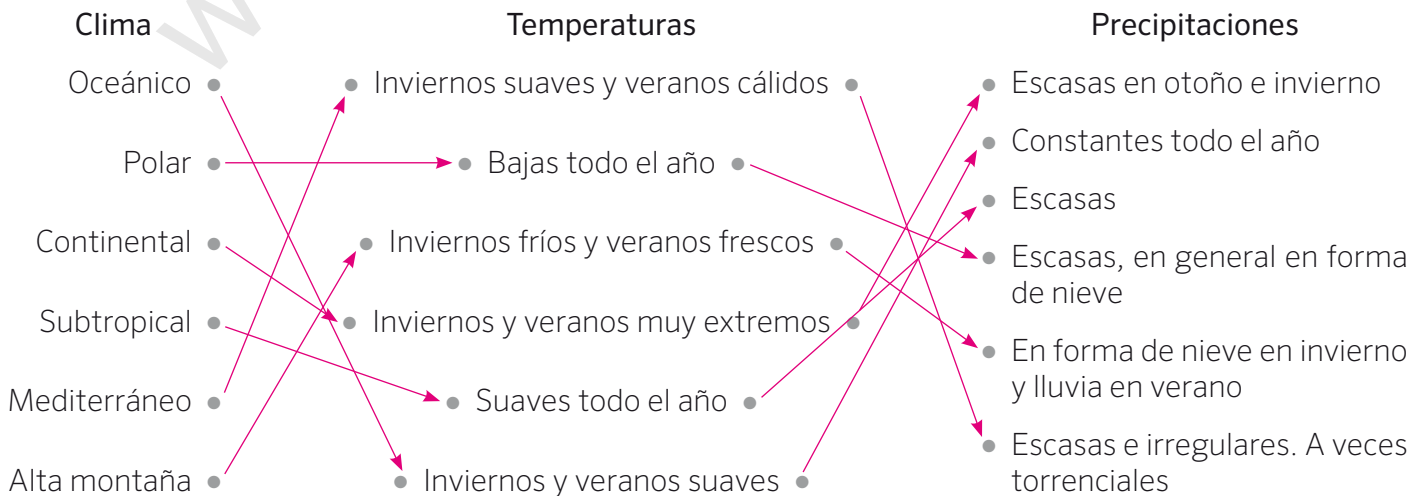 Clima Temperaturas Precipitaciones
Oceánico Inviernos suaves y veranos cálidos Escasas en otoño e invierno
Constantes todo el año
Polar Bajas todo el año
Escasas
Continental Inviernos fríos y veranos frescos Escasas, en general en forma
de nieve
Subtropical Inviernos y veranos muy extremos
En forma de nieve en invierno
y lluvia en verano
Mediterráneo Suaves todo el año
Escasas e irregulares. A veces
Alta montaña Inviernos y veranos suaves torrenciales